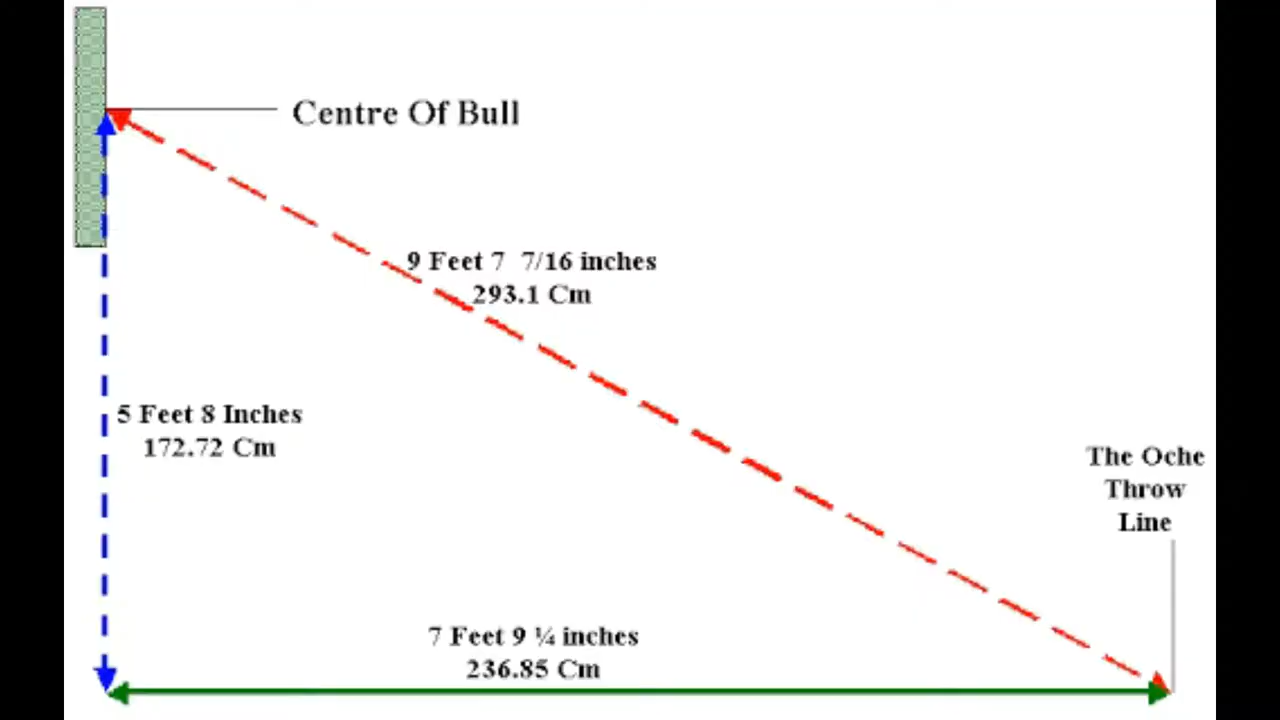 Centre Of Bull
9 Feet 7 7/16 inches
293.1 Cm
5 Feet 8 Inches
172.72 Cm
The Oche
Throw
Line
7 Feet 9 ¼ inches
236.85 Cm